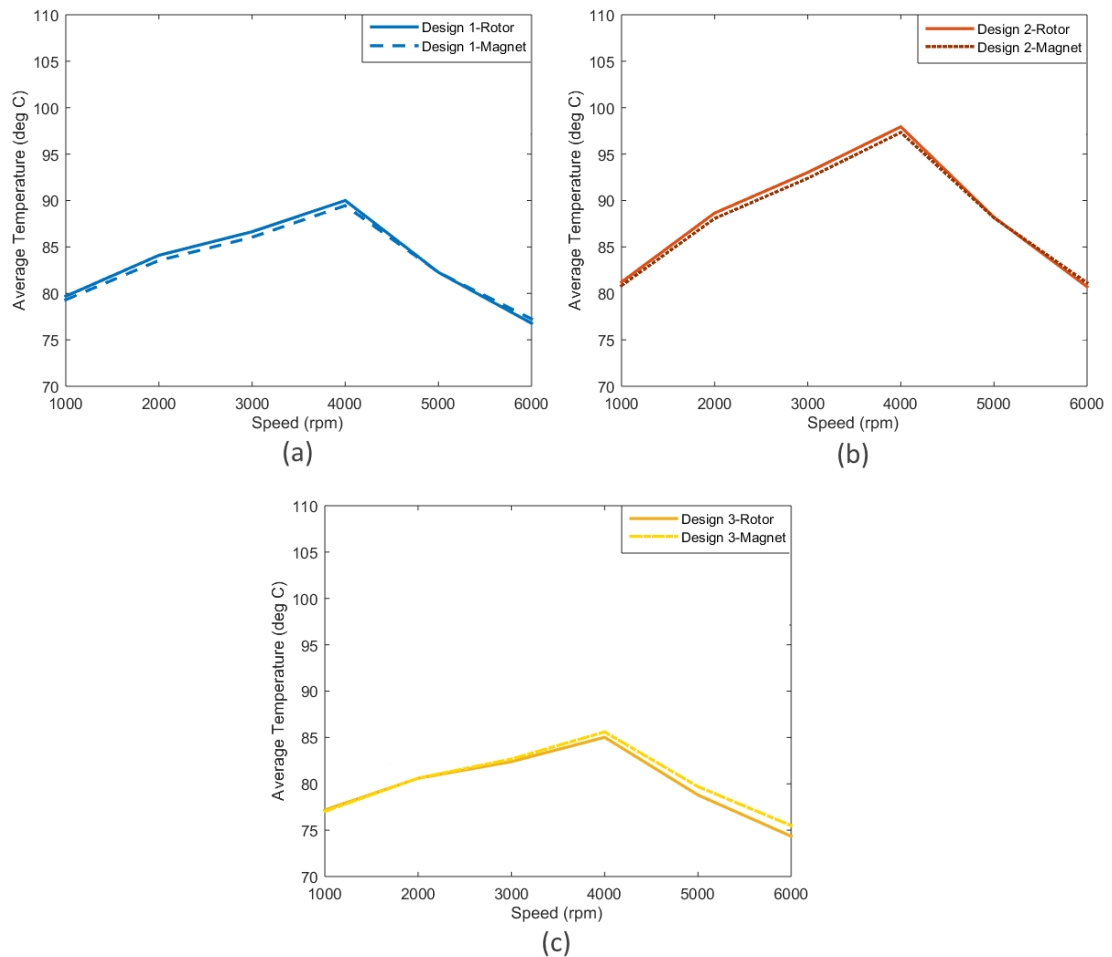 110
105
100
95
90
85
80
75
70
Average Temperature (deg C)
Design 1-Rotor
Design 1-Magnet
1000 2000 3000 4000 5000 6000
Speed (rpm)
(a)
110
105
100
95
90
85
80
75
70
Average Temperature (deg C)
Design 2-Rotor
Design 2-Magnet
1000 2000 3000 4000 5000 6000
Speed (rpm)
(b)
110
105
100
95
90
85
80
75
70
Average Temperature (deg C)
Design 3-Rotor
Design 3-Magnet
1000 2000 3000 4000 5000 6000
Speed (rpm)
(c)